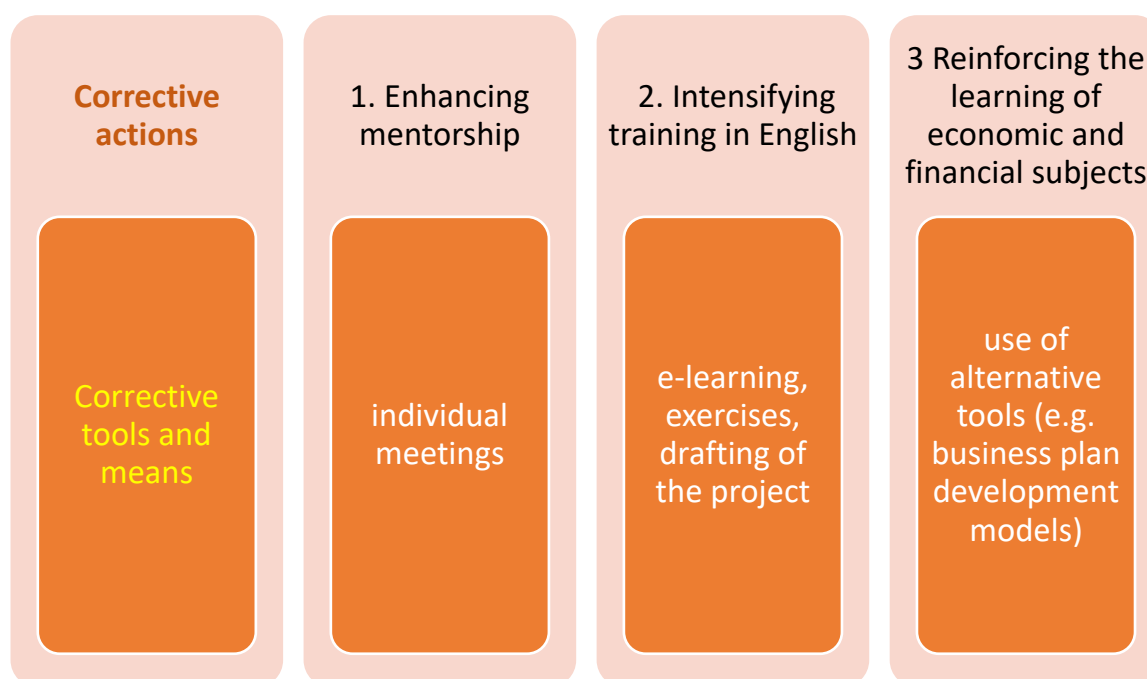 Corrective
actions
Corrective
tools and
means
1. Enhancing
mentorship
individual
meetings
2. Intensifying
training in English
e-learning,
exercises,
drafting of
the project
3 Reinforcing the
learning of
economic and
financial subjects
use of
alternative
tools (e.g.
business plan
development
models)